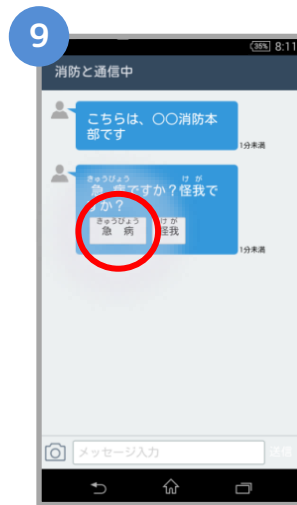 9
35% 8:11
消防と通信中
こちらは、〇〇消防本
部です
1分未満
きゅうびょう けが
急 病ですか？怪我で
すか？
きゅうびょう けが
急 病 怪我
1分未満
メッセージ入力 送信